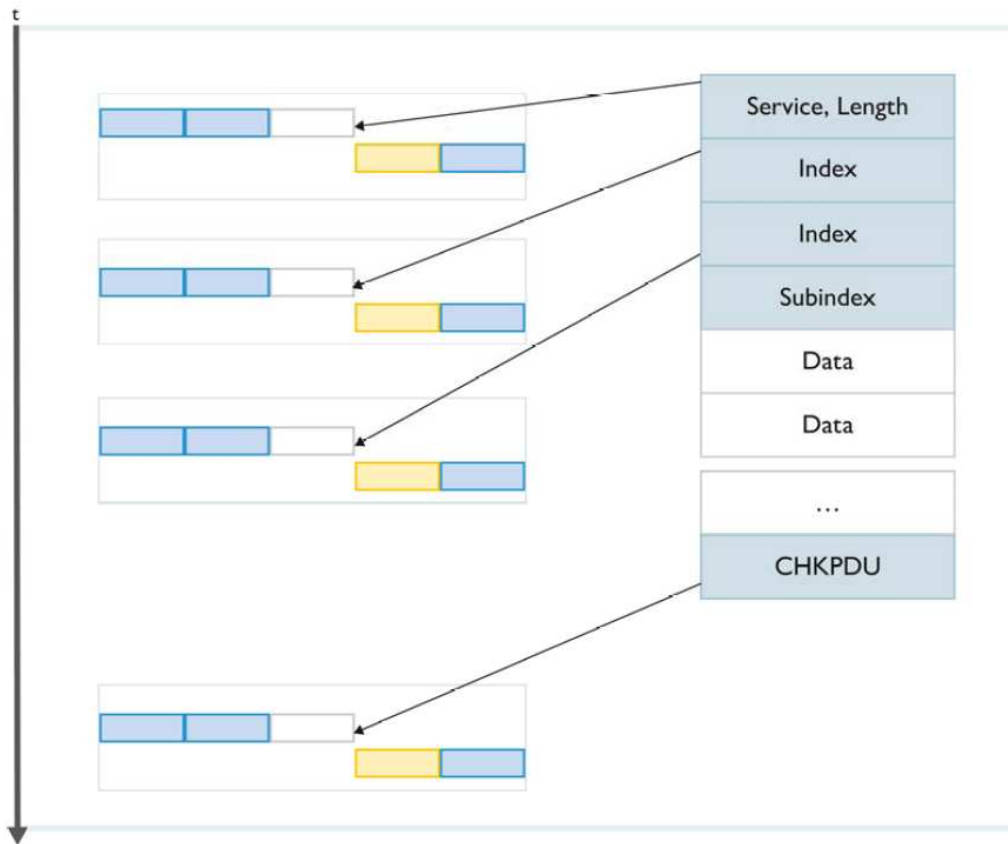 t
Service, Length
Index
Index
Subindex
Data
Data
...
CHKPDU